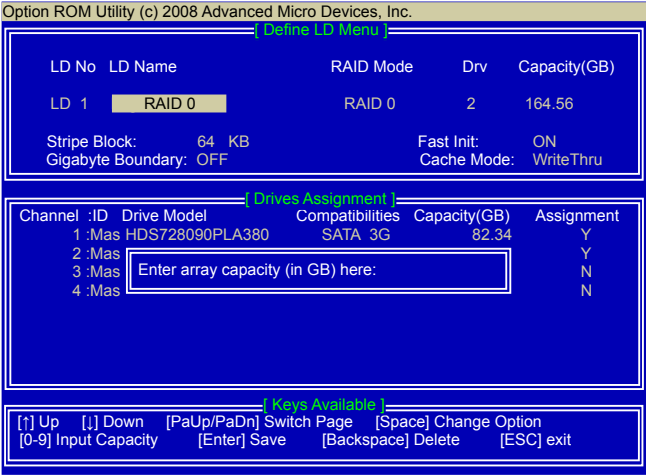 Option ROM Utility (c) 2008 Advanced Micro Devices, Inc.
[ Define LD Menu ]
LD No LD Name RAID Mode Drv Capacity(GB)
LD 1 RAID 0 RAID 0 2 164.56
Stripe Block: 64 KB Fast Init: ON
Gigabyte Boundary: OFF Cache Mode: WriteThru
[ Drives Assignment ]
Channel :ID Drive Model Compatibilities Capacity(GB) Assignment
1 :Mas HDS728090PLA380 SATA 3G 82.34 Y
2 :Mas Y
Enter array capacity (in GB) here:
3 :Mas N
4 :Mas N
[ Keys Available ]
[↑] Up [↓] Down [PaUp/PaDn] Switch Page [Space] Change Option
[0-9] Input Capacity [Enter] Save [Backspace] Delete [ESC] exit